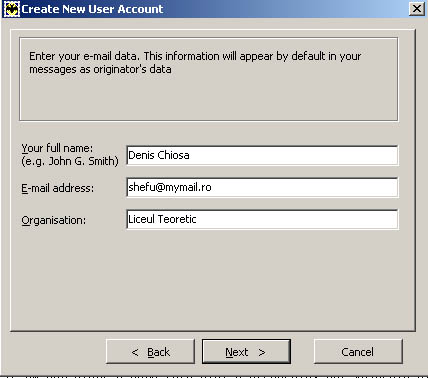 Create New User Account
Enter your e-mail data. This information will appear by default in your
messages as originator's data
Your full name:
(e.g. John G. Smith)
Denis Chiosa
E-mail address:
shefu@mymail.ro
Organisation:
Liceul Teoretic
< Back
Next >
Cancel